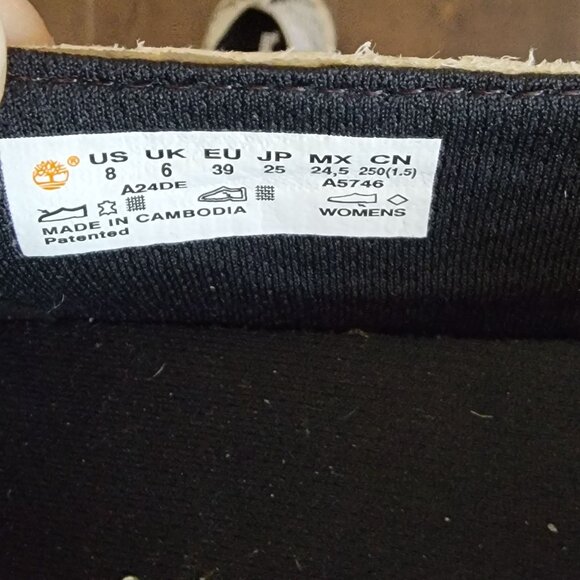 ® US UK EU JP MX CN
8 6 39 25 24,5 250(1.5)
A24DE A5746
WOMENS
MADE IN CAMBODIA
Patented